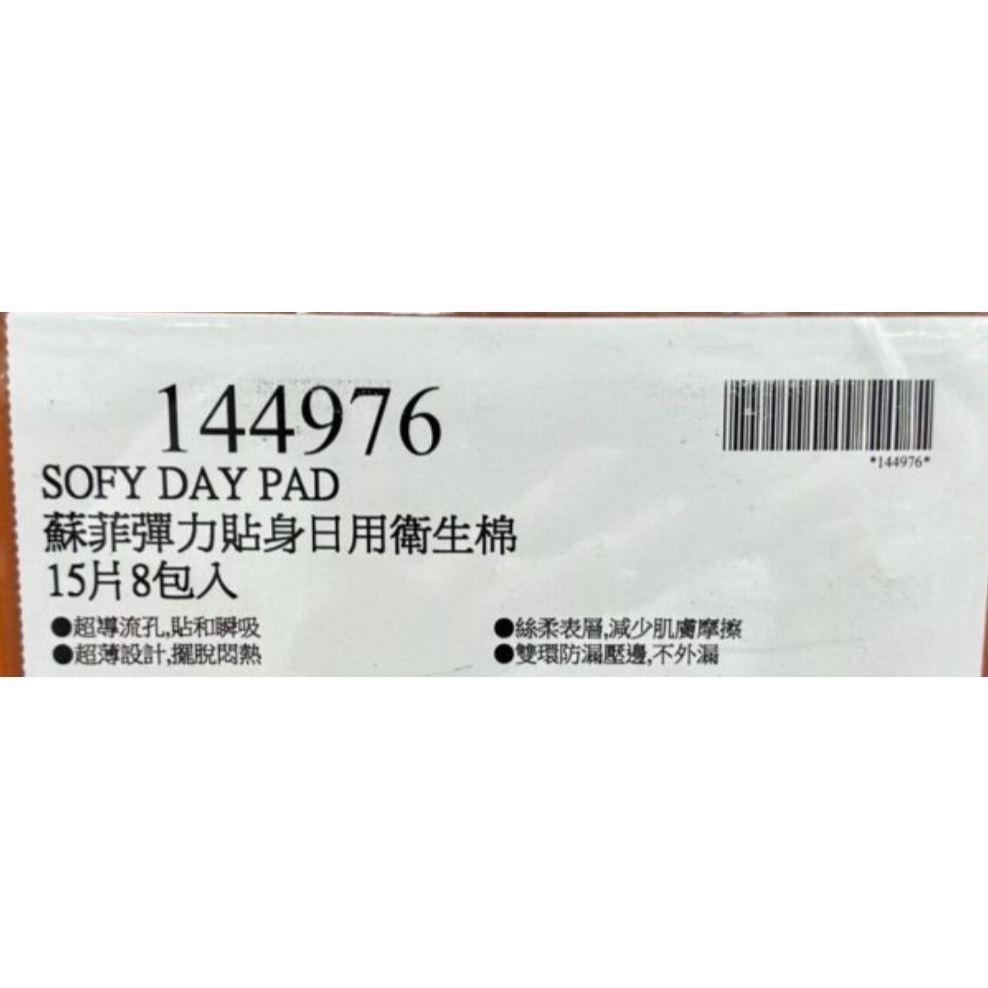 144976
*144976*
SOFY DAY PAD
蘇菲彈力貼身日用衛生棉
15片8包入
●超導流孔,貼和瞬吸
●絲柔表層,減少肌膚摩擦
●超薄設計,擺脫悶熱
●雙環防漏壓邊,不外漏